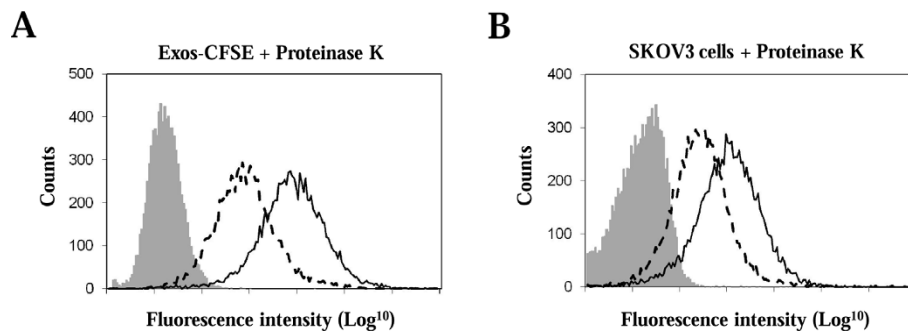 A
Exos-CFSE + Proteinase K
500
400
300
200
100
0
Counts
Fluorescence intensity (Log¹⁰)
B
SKOV3 cells + Proteinase K
400
300
200
100
0
Counts
Fluorescence intensity (Log¹⁰)